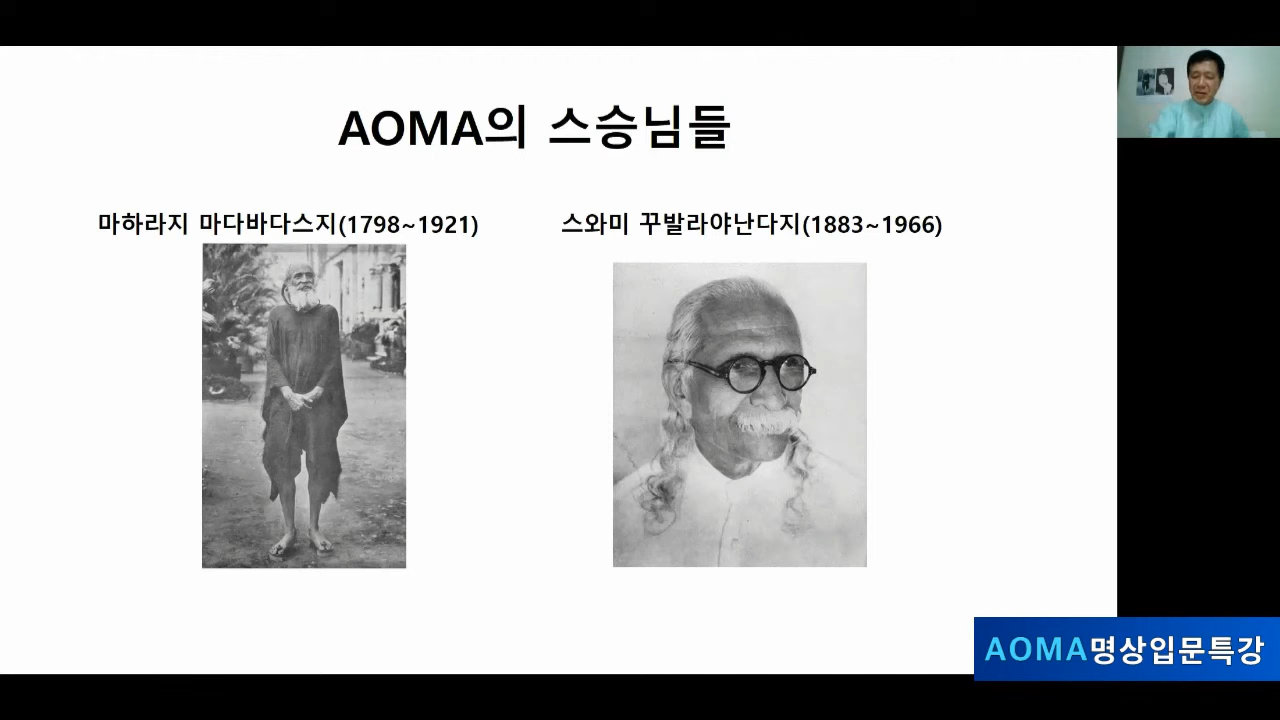 AOMA의 스승님들
마하라지 마다바다스지(1798~1921)
스와미 꾸발라야난다지(1883~1966)
AOMA명상입문특강